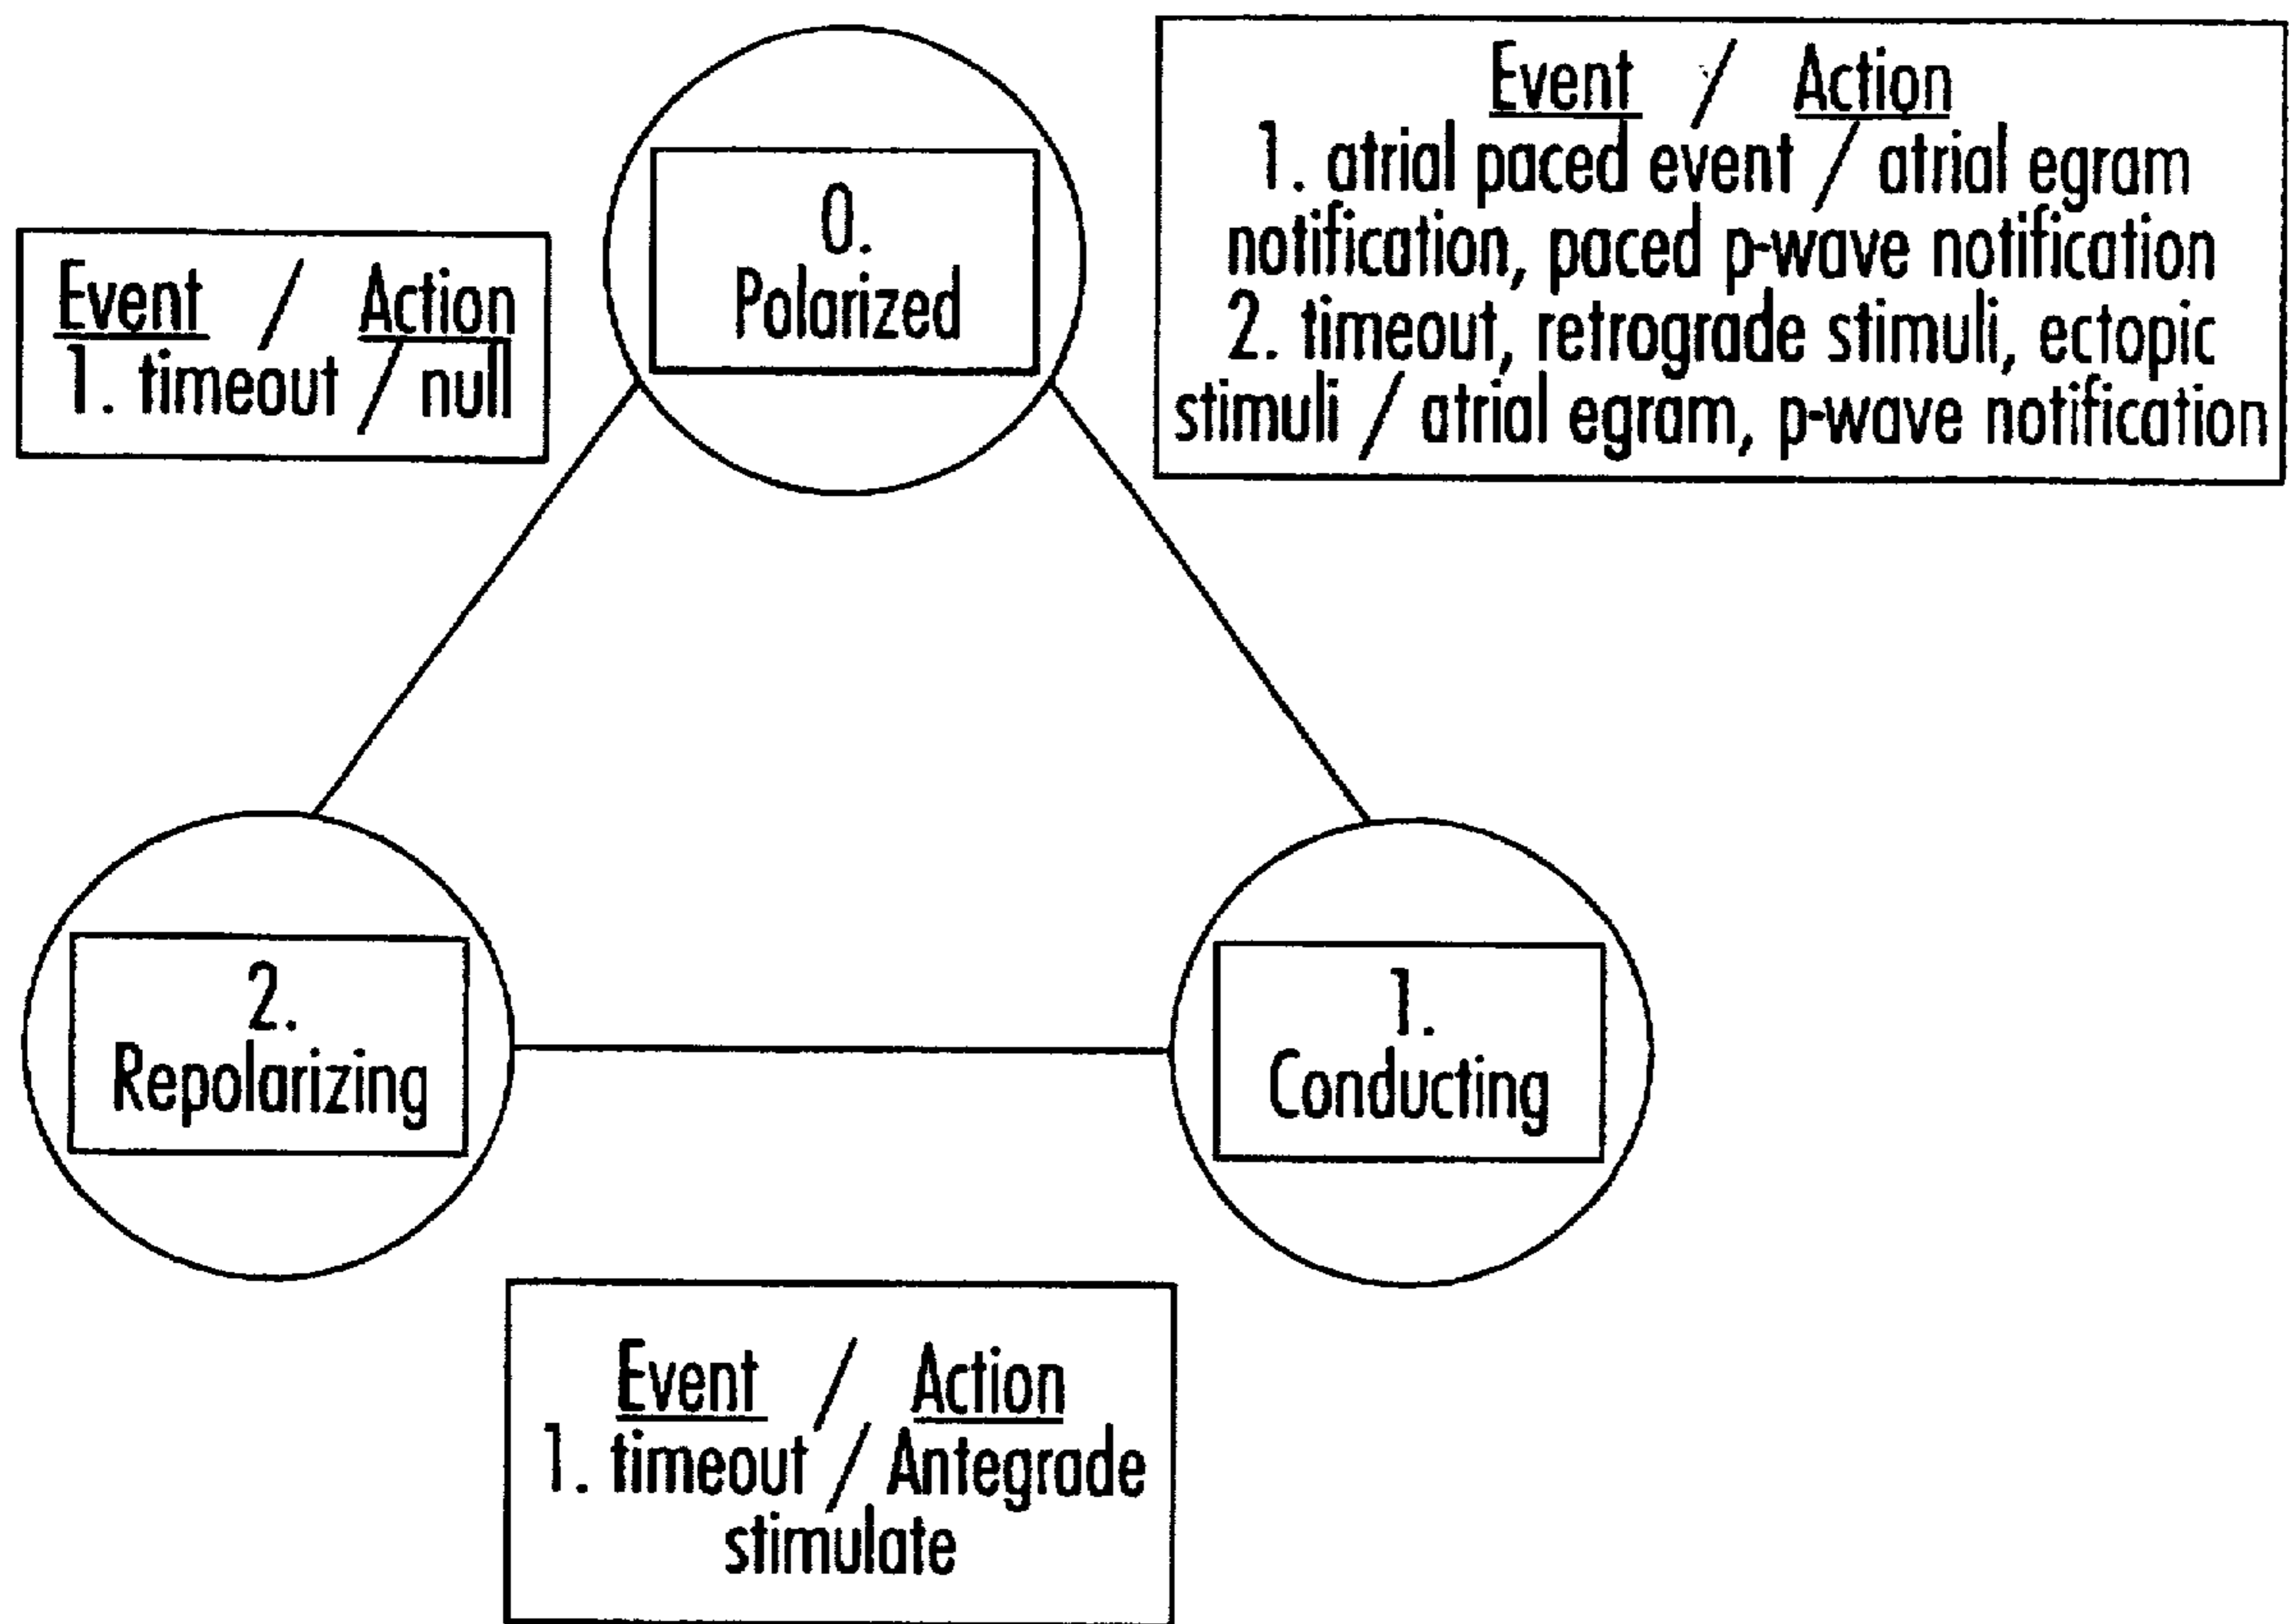 0.
Polarized
Event / Action
1. timeout / null
Event / Action
1. atrial paced event / atrial egram
notification, paced p-wave notification
2. timeout, retrograde stimuli, ectopic
stimuli / atrial egram, p-wave notification
2.
Repolarizing
1.
Conducting
Event / Action
1. timeout / Antegrade
stimulate